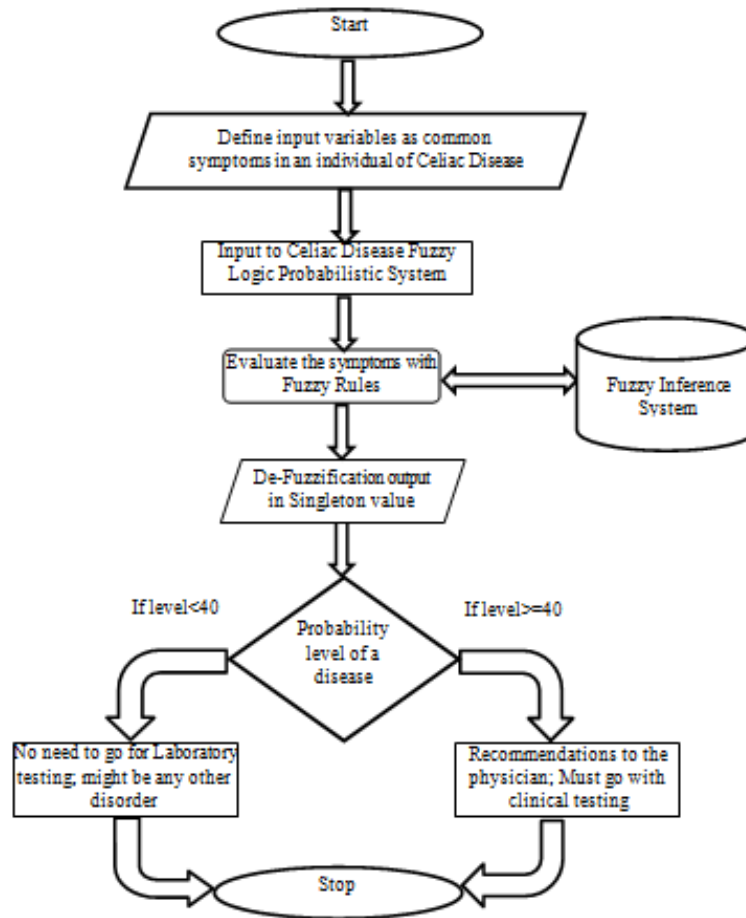 Start
Define input variables as common
symptoms in an individual of Celiac Disease
Input to Celiac Disease Fuzzy
Logic Probabilistic System
Evaluate the symptoms with
Fuzzy Rules
Fuzzy Inference
System
De-Fuzzification output
in Singleton value
If level<40
If level>=40
Probability
level of a
disease
No need to go for Laboratory
testing; might be any other
disorder
Recommendations to the
physician; Must go with
clinical testing
Stop